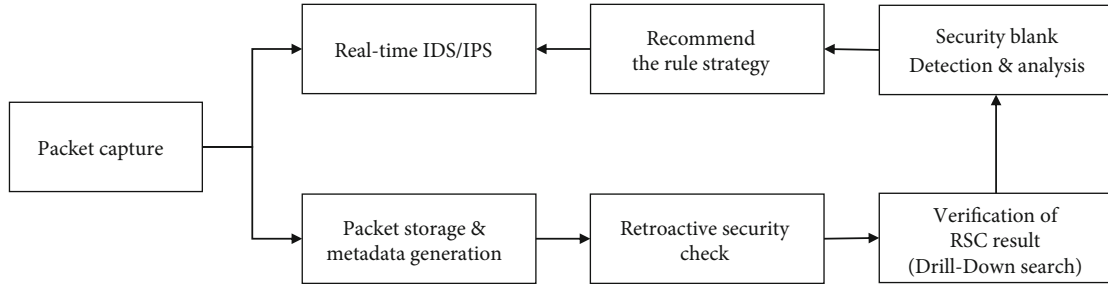 Real-time IDS/IPS
Recommend
the rule strategy
Security blank
Detection & analysis
Packet capture
Packet storage &
metadata generation
Retroactive security
check
Verification of
RSC result
(Drill-Down search)